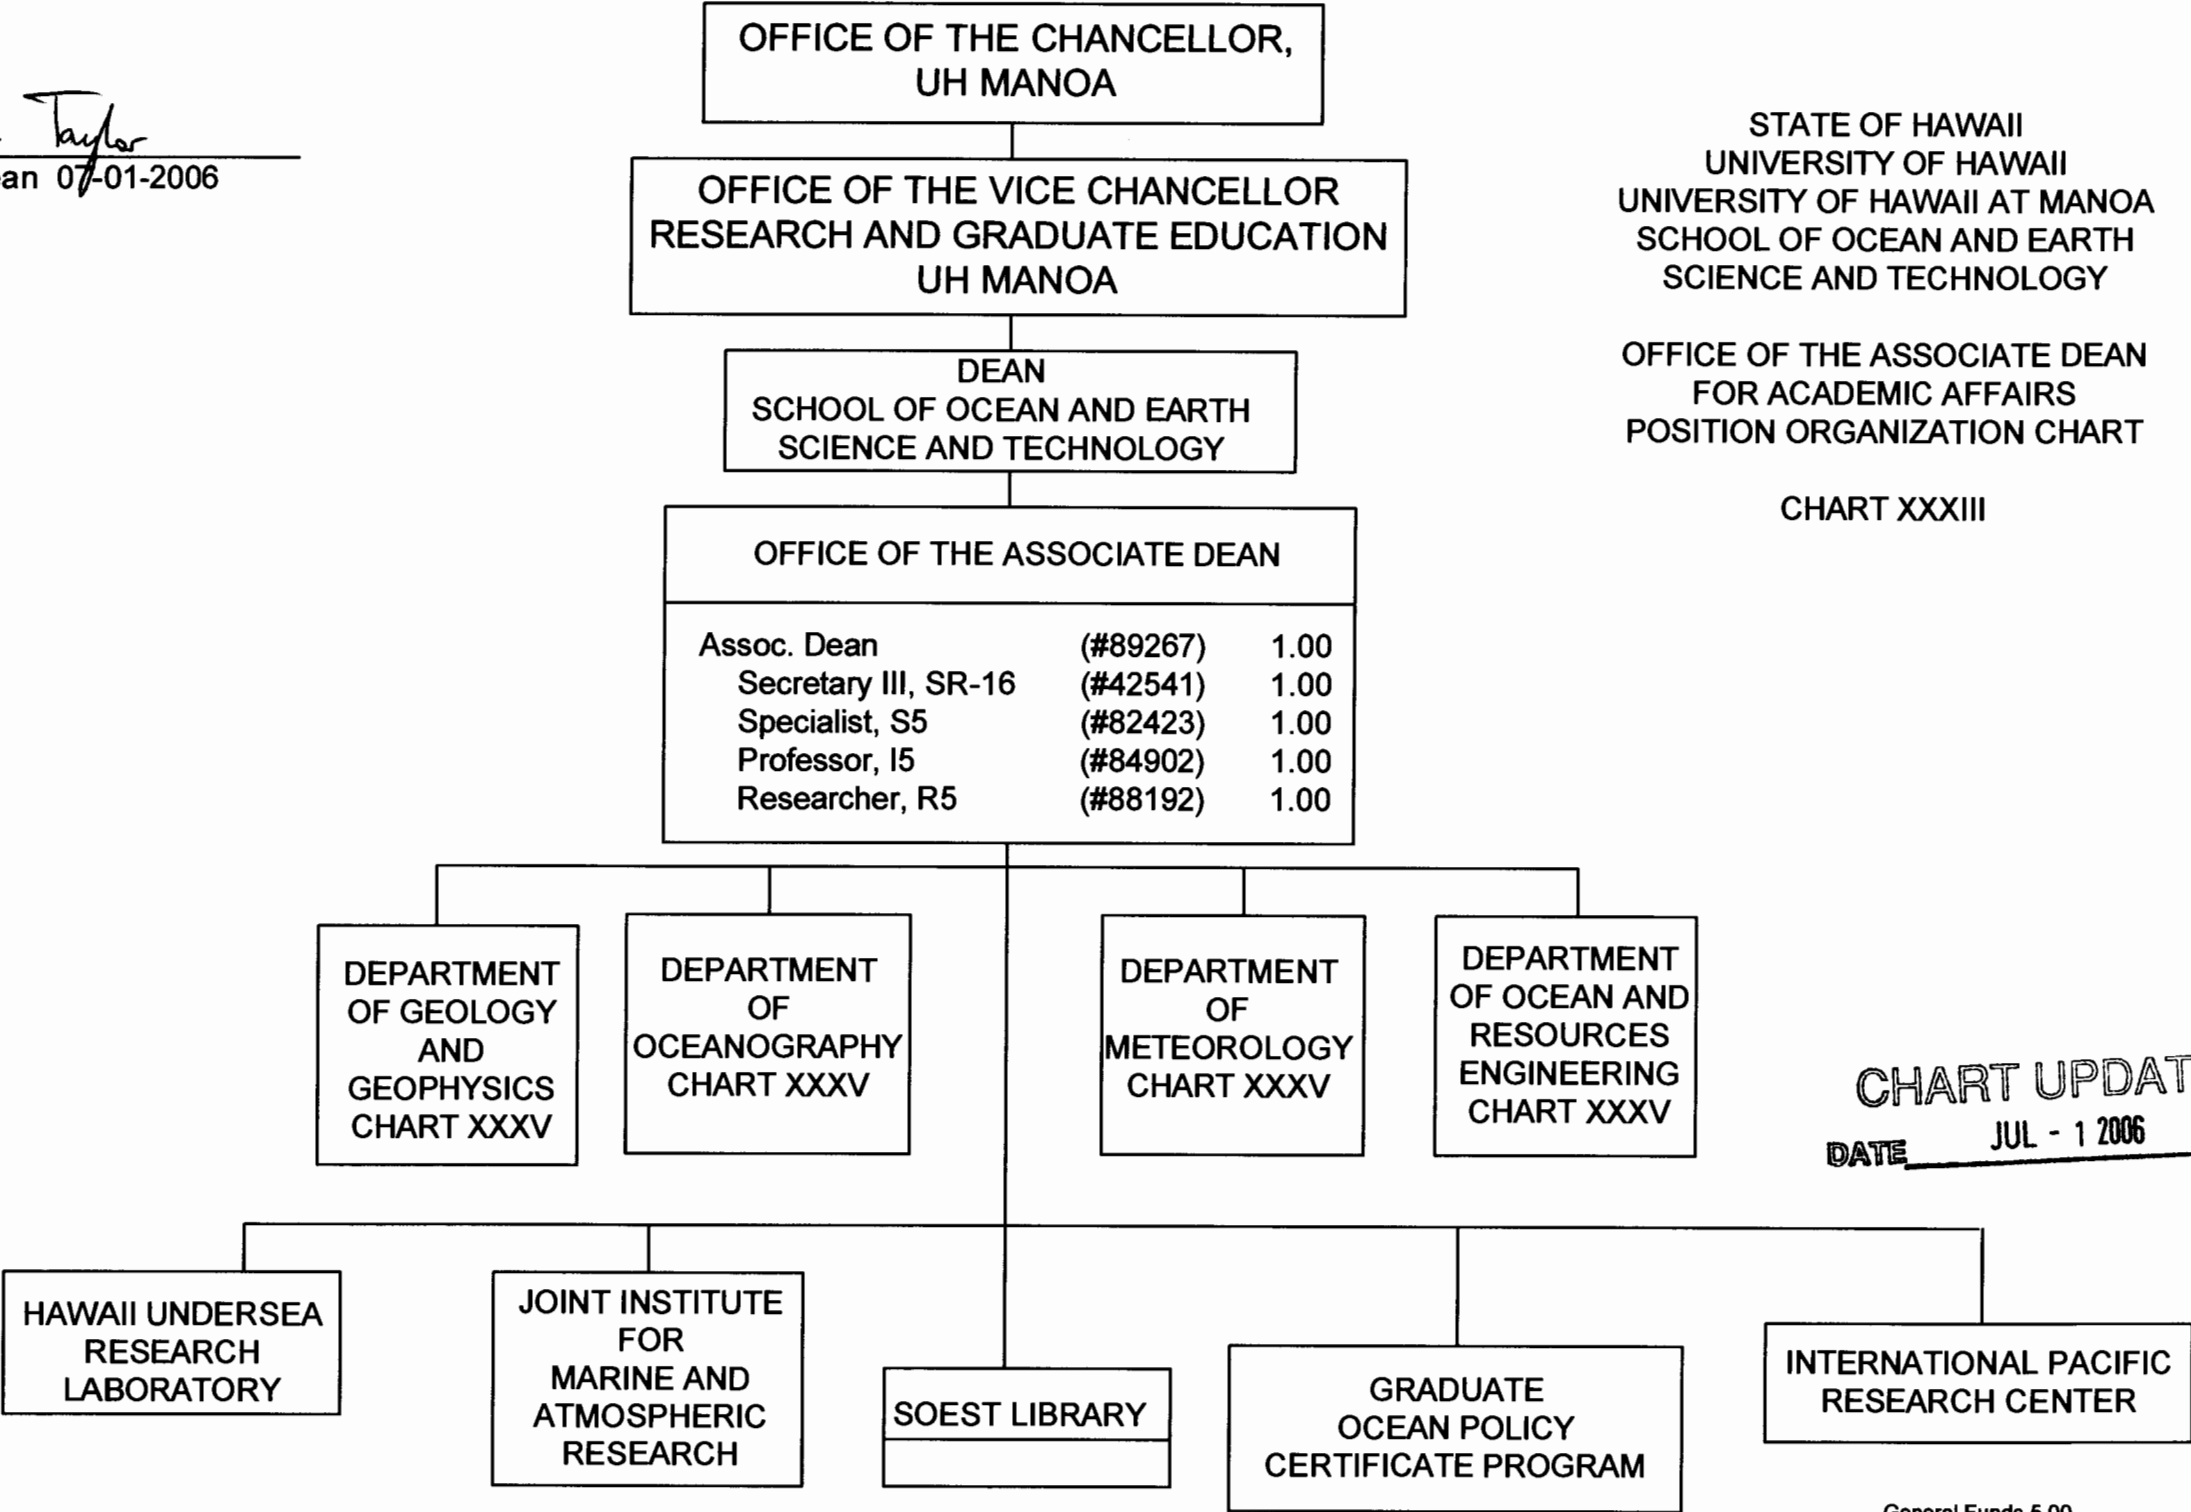 OFFICE OF THE CHANCELLOR,
UH MANOA
Taylor
07-01-2006
OFFICE OF THE VICE CHANCELLOR
RESEARCH AND GRADUATE EDUCATION
UH MANOA
STATE OF HAWAII
UNIVERSITY OF HAWAII
UNIVERSITY OF HAWAII AT MANOA
SCHOOL OF OCEAN AND EARTH
SCIENCE AND TECHNOLOGY
OFFICE OF THE ASSOCIATE DEAN
FOR ACADEMIC AFFAIRS
POSITION ORGANIZATION CHART
CHART XXXIII
DEAN
SCHOOL OF OCEAN AND EARTH
SCIENCE AND TECHNOLOGY
OFFICE OF THE ASSOCIATE DEAN
Assoc. Dean (#89267) 1.00
Secretary III, SR-16 (#42541) 1.00
Specialist, S5 (#82423) 1.00
Professor, I5 (#84902) 1.00
Researcher, R5 (#88192) 1.00
DEPARTMENT
OF GEOLOGY
AND
GEOPHYSICS
CHART XXXV
DEPARTMENT
OF
OCEANOGRAPHY
CHART XXXV
DEPARTMENT
OF
METEOROLOGY
CHART XXXV
DEPARTMENT
OF OCEAN AND
RESOURCES
ENGINEERING
CHART XXXV
CHART UPDAT
DATE JUL - 1 2006
HAWAII UNDERSEA
RESEARCH
LABORATORY
JOINT INSTITUTE
FOR
MARINE AND
ATMOSPHERIC
RESEARCH
SOEST LIBRARY
GRADUATE
OCEAN POLICY
CERTIFICATE PROGRAM
INTERNATIONAL PACIFIC
RESEARCH CENTER
General Funds 5.00